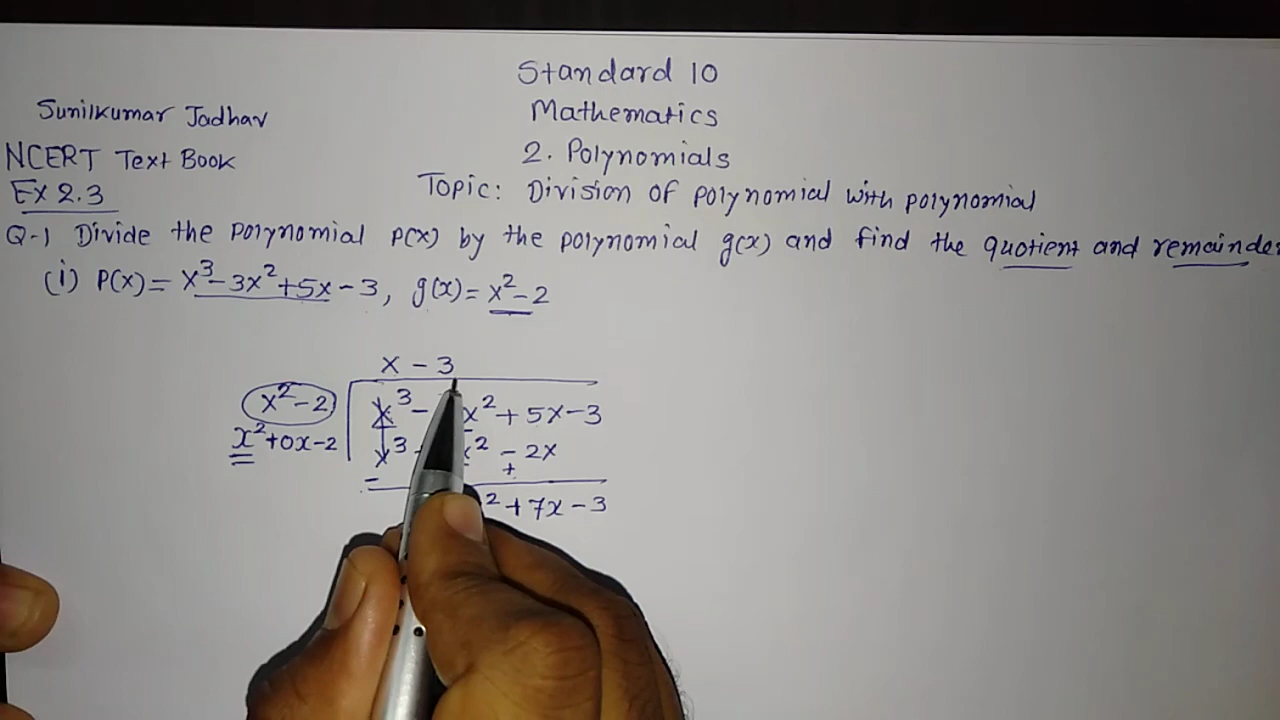 Standard 10
Sunilkumar Jadhav
Mathematics
NCERT Text Book
2. Polynomials
Ex 2.3
Topic: Division of polynomial with polynomial
Q-1 Divide the polynomial P(x) by the polynomial g(x) and find the quotient and remainder
(i) P(x) = x³ - 3x² + 5x - 3, g(x) = x² - 2
x - 3
x² - 2
x³ - x² + 5x - 3
x² + 0x - 2
x³ ² - 2x
- +
² + 7x - 3